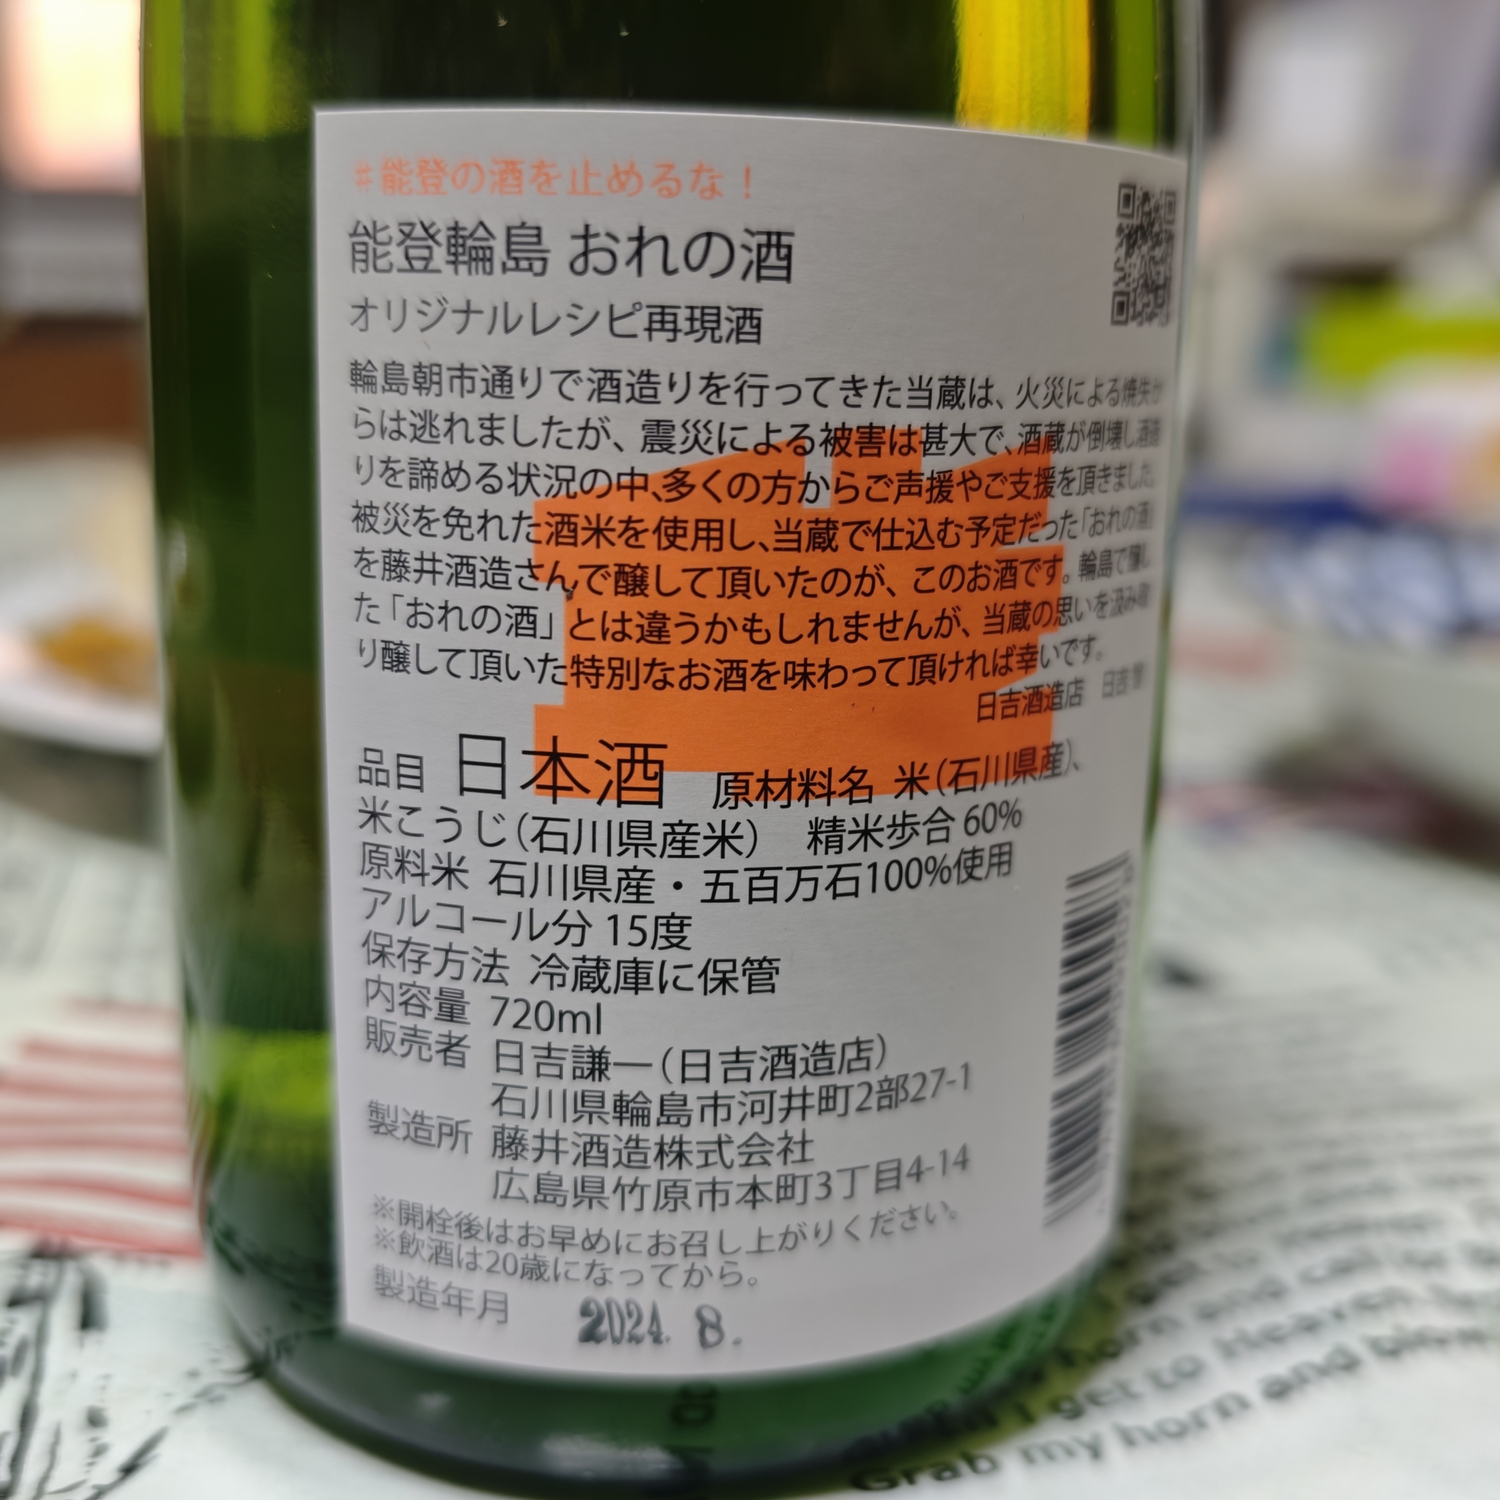 #能登の酒を止めるな！
能登輪島 おれの酒
オリジナルレシピ再現酒
輪島朝市通りで酒造りを行ってきた当蔵は、火災による焼失か
らは逃れましたが、震災による被害は甚大で、酒蔵が倒壊し酒造
りを諦める状況の中、多くの方からご声援やご支援を頂きました。
被災を免れた酒米を使用し、当蔵で仕込む予定だった「おれの酒」
を藤井酒造さんで醸して頂いたのが、このお酒です。輪島で醸し
た「おれの酒」とは違うかもしれませんが、当蔵の思いを汲み取
り醸して頂いた特別なお酒を味わって頂ければ幸いです。
日吉酒造店 日吉
品目 日本酒 原材料名 米(石川県産)、
米こうじ(石川県産米) 精米歩合 60%
原料米 石川県産・五百万石100%使用
アルコール分 15度
保存方法 冷蔵庫に保管
内容量 720ml
販売者 日吉謙一(日吉酒造店)
石川県輪島市河井町2部27-1
製造所 藤井酒造株式会社
広島県竹原市本町3丁目4-14
※開栓後はお早めにお召し上がりください。
※飲酒は20歳になってから。
製造年月 2024. 8.
horn and call
I get to Heaven
Grab my horn and blow